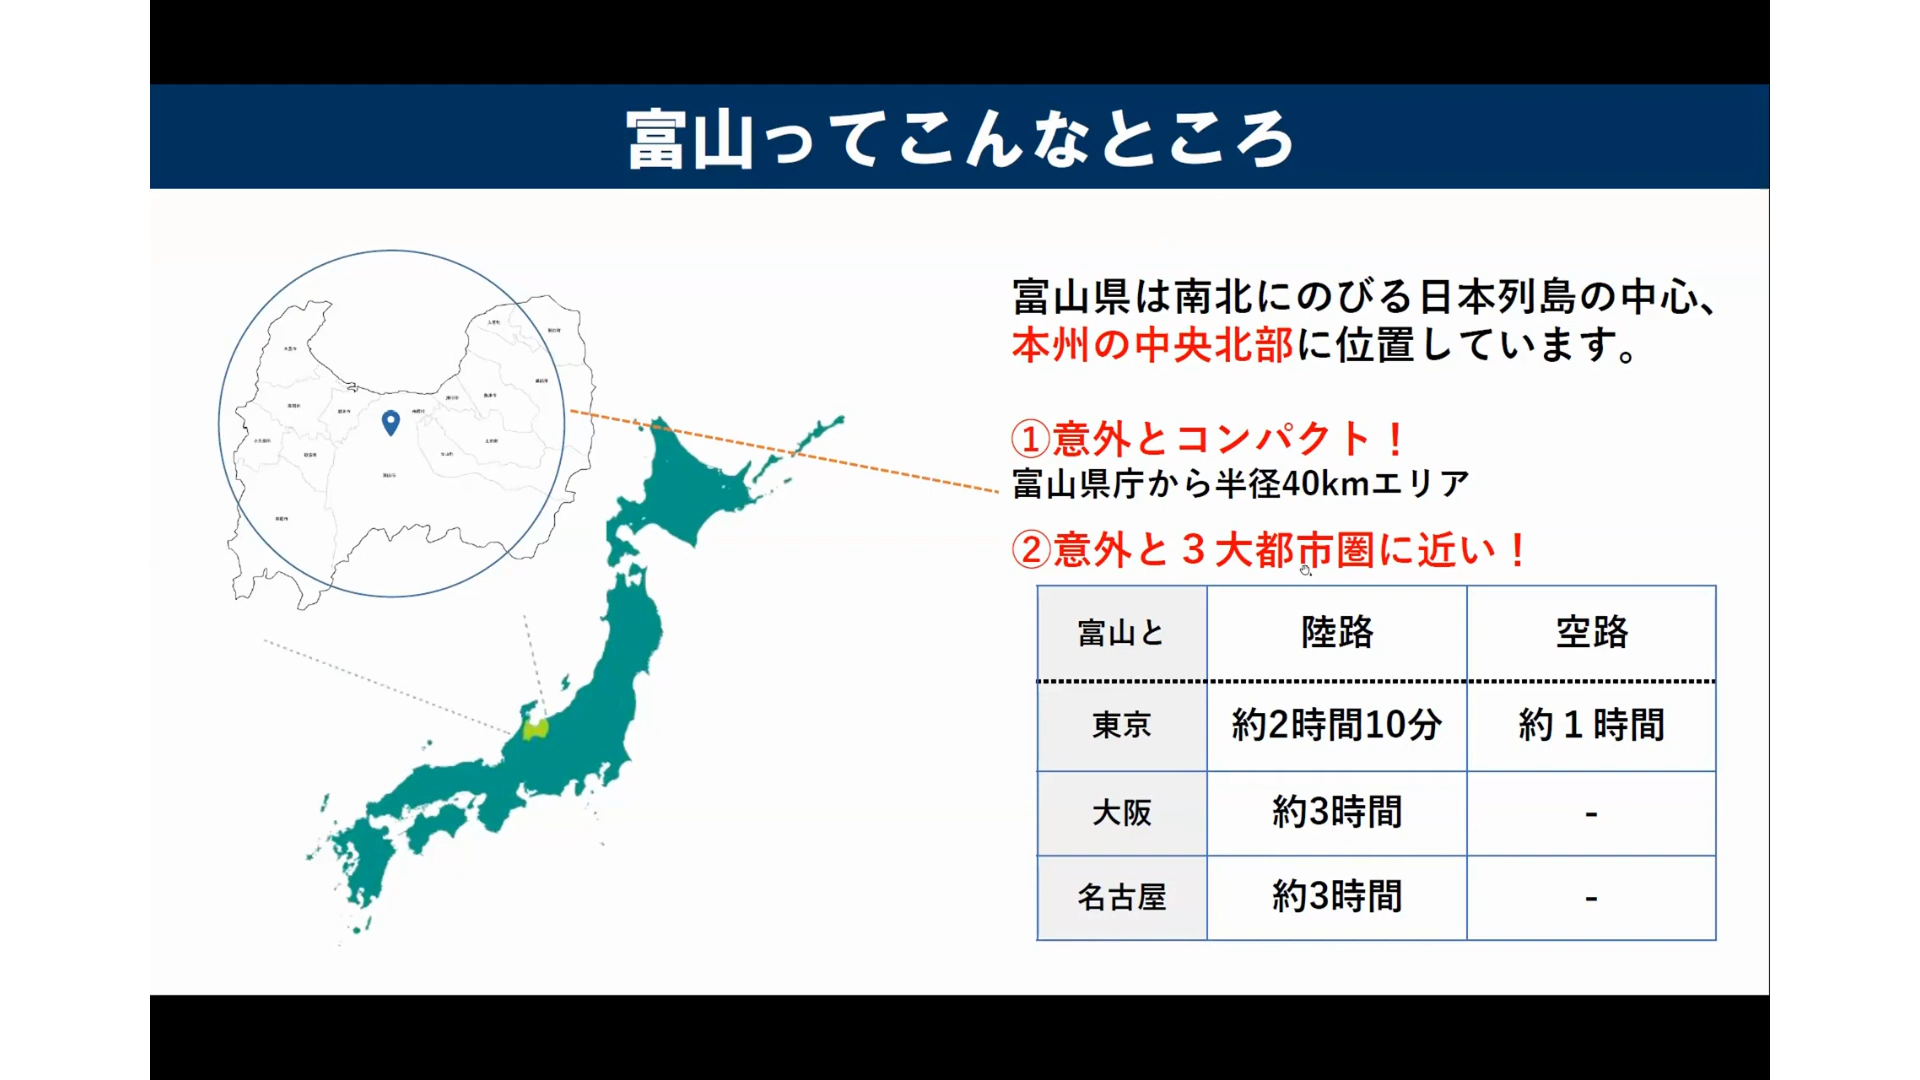 富山ってこんなところ
富山県は南北にのびる日本列島の中心、
本州の中央北部に位置しています。
①意外とコンパクト！
富山県庁から半径40kmエリア
②意外と３大都市圏に近い！
富山と 陸路 空路
東京 約2時間10分 約１時間
大阪 約3時間 -
名古屋 約3時間 -